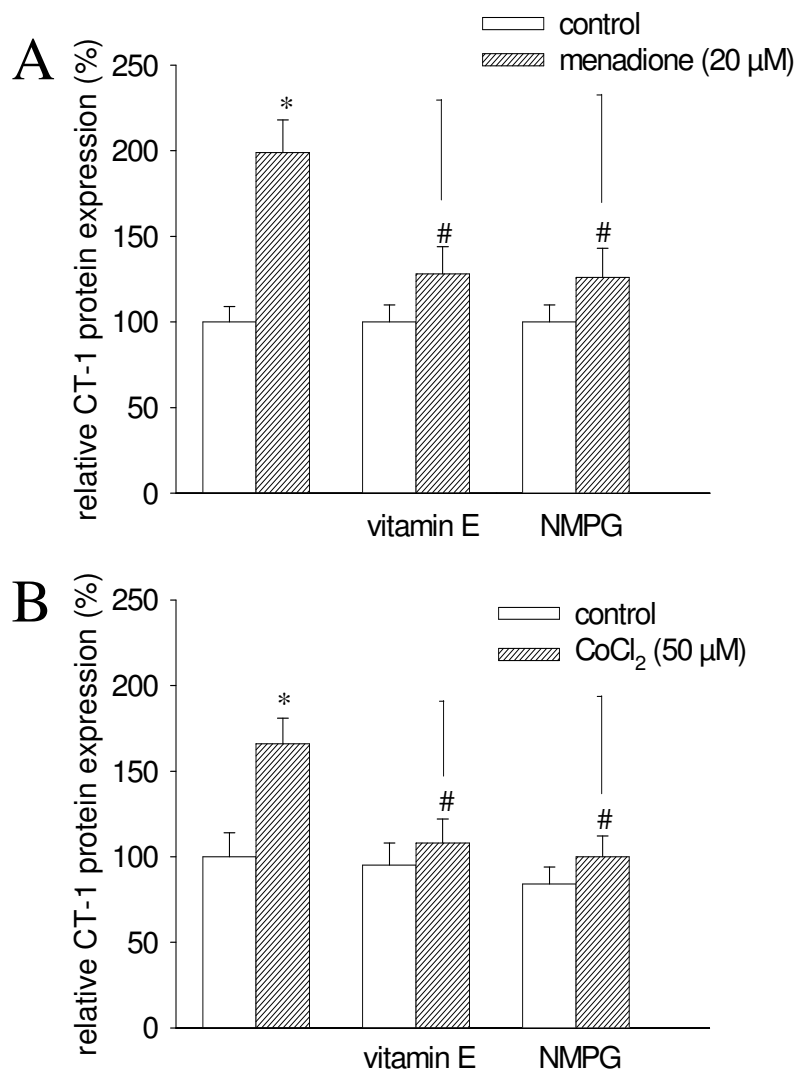 A
control
menadione (20 µM)
relative CT-1 protein expression (%)
250
200
150
100
50
0
*
#
#
vitamin E
NMPG
B
control
CoCl₂ (50 µM)
relative CT-1 protein expression (%)
250
200
150
100
50
0
*
#
#
vitamin E
NMPG